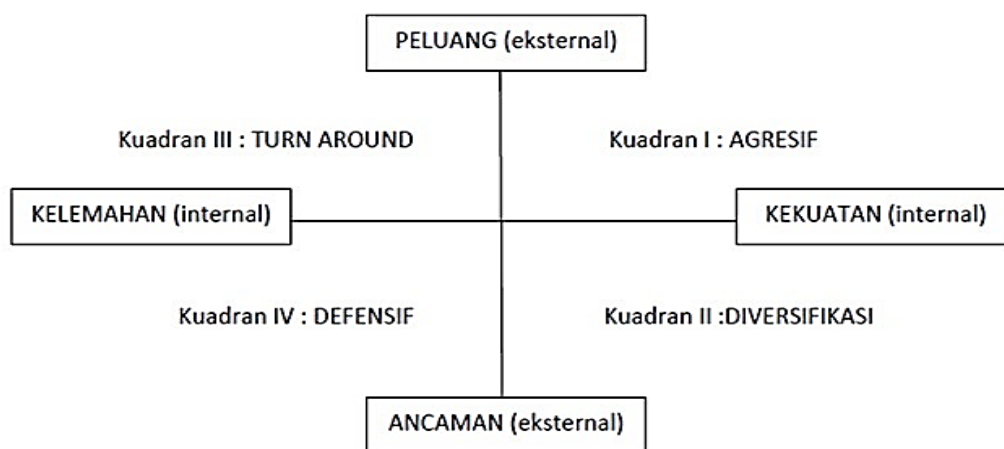 PELUANG (eksternal)
Kuadran III : TURN AROUND
Kuadran I : AGRESIF
KELEMAHAN (internal)
KEKUATAN (internal)
Kuadran IV : DEFENSIF
Kuadran II :DIVERSIFIKASI
ANCAMAN (eksternal)